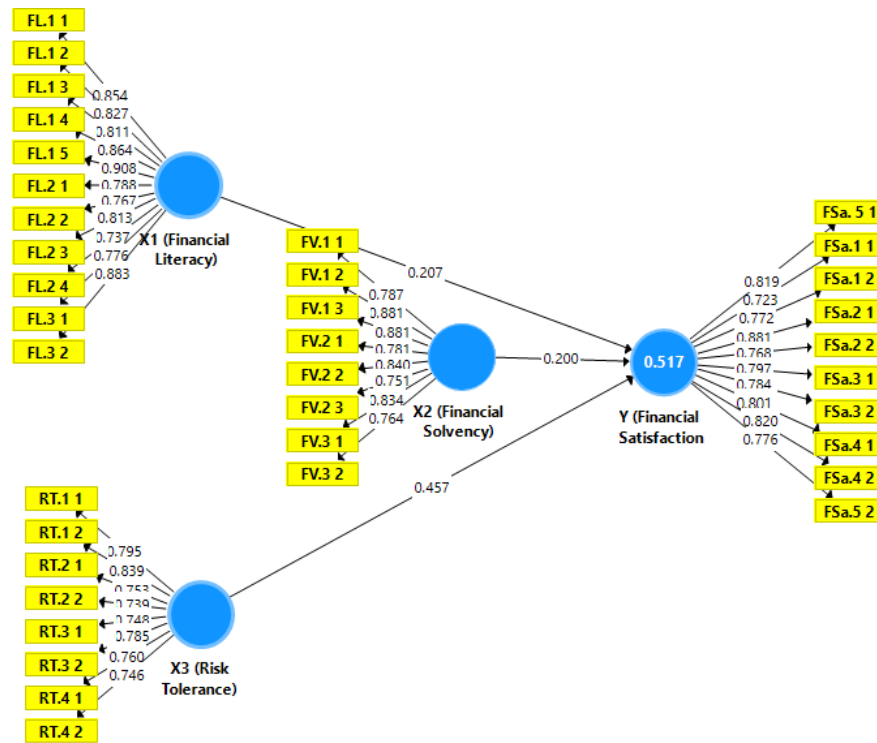 FL.1 1
FL.1 2
FL.1 3
FL.1 4
FL.1 5
FL.2 1
FL.2 2
FL.2 3
FL.2 4
FL.3 1
FL.3 2
0.854
0.827
0.811
0.864
0.908
0.788
0.767
0.813
0.737
0.776
0.883
X1 (Financial
Literacy)
0.207
FV.1 1
FV.1 2
FV.1 3
FV.2 1
FV.2 2
FV.2 3
FV.3 1
FV.3 2
0.787
0.881
0.881
0.781
0.840
0.751
0.834
0.764
X2 (Financial
Solvency)
0.200
0.517
Y (Financial
Satisfaction
0.819
0.723
0.772
0.881
0.768
0.797
0.784
0.801
0.820
0.776
FSa. 5 1
FSa.1 1
FSa.1 2
FSa.2 1
FSa.2 2
FSa.3 1
FSa.3 2
FSa.4 1
FSa.4 2
FSa.5 2
0.457
RT.1 1
RT.1 2
RT.2 1
RT.2 2
RT.3 1
RT.3 2
RT.4 1
RT.4 2
0.795
0.839
0.753
0.739
0.748
0.785
0.760
0.746
X3 (Risk
Tolerance)